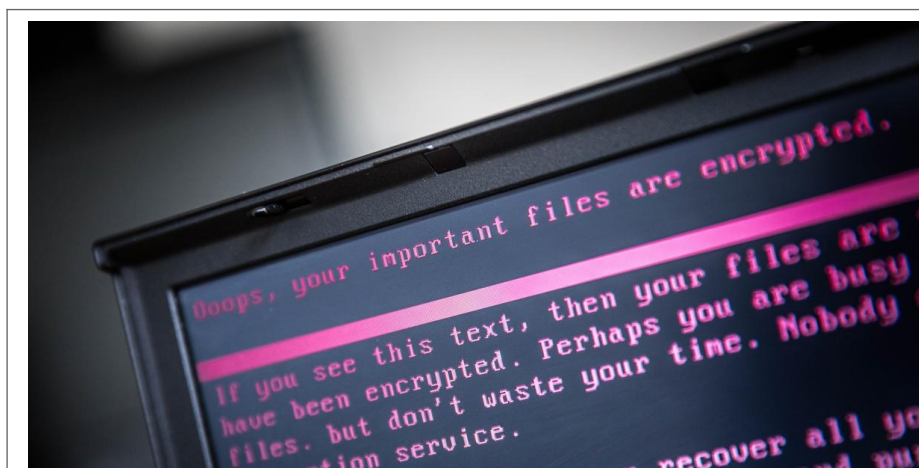 Ooops, your important files are encrypted.
If you see this text, then your files are
have been encrypted. Perhaps you are busy
files. but don't waste your time. Nobody
service.
recover all